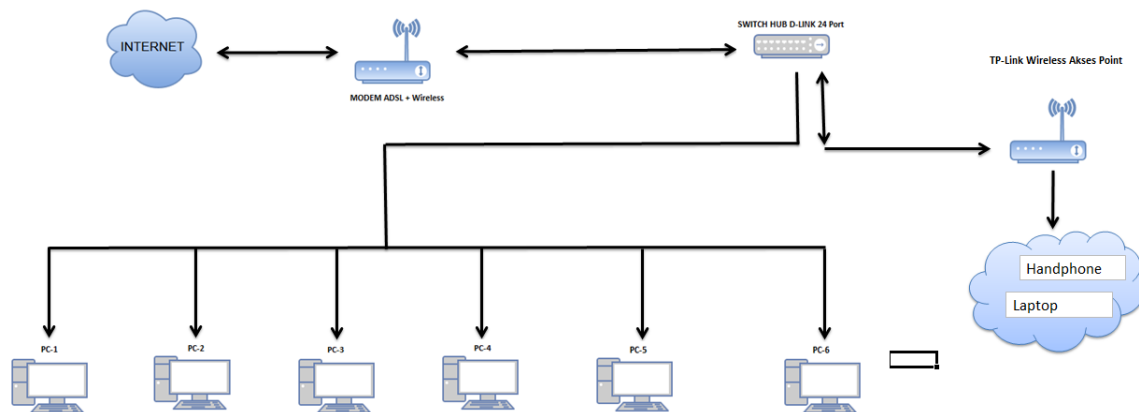 SWITCH HUB D-LINK 24 Port
INTERNET
TP-Link Wireless Akses Point
MODEM ADSL + Wireless
Handphone
Laptop
PC-1
PC-2
PC-3
PC-4
PC-5
PC-6